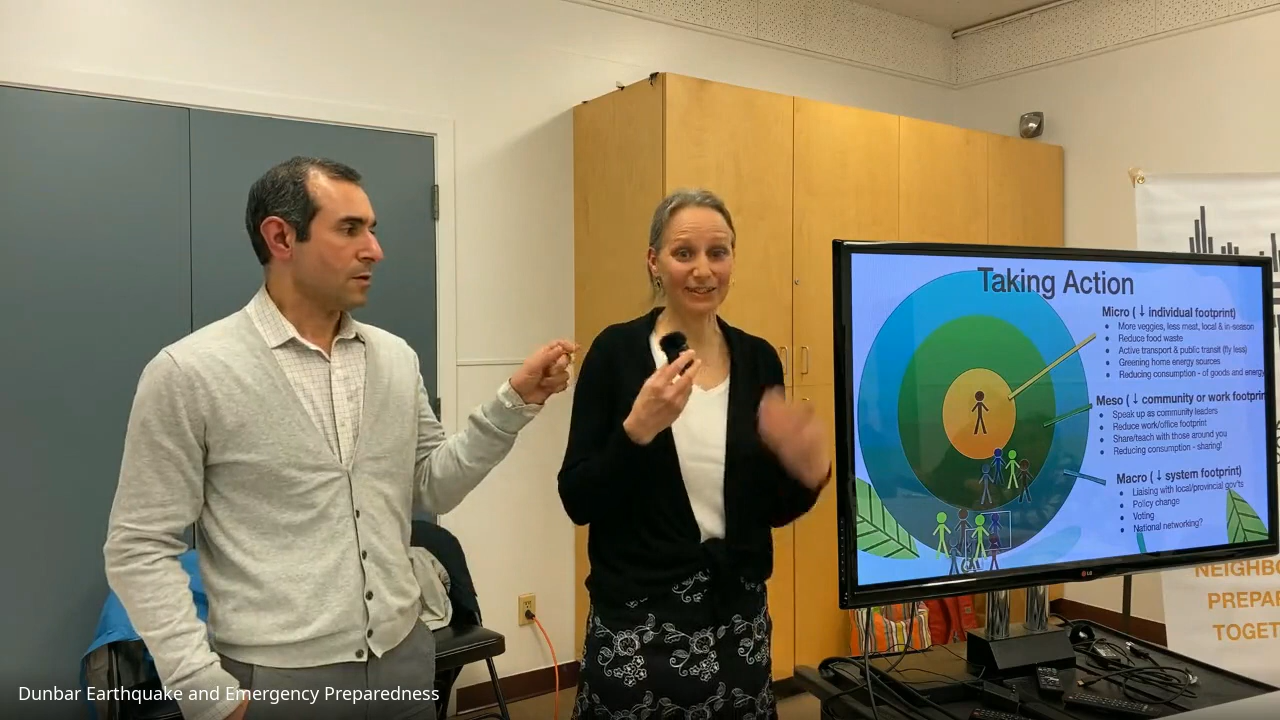 Taking Action
Micro ( ↓ individual footprint)
• More veggies, less meat, local & in-season
• Reduce food waste
• Active transport & public transit (fly less)
• Greening home energy sources
• Reducing consumption - of goods and energy
Meso ( ↓ community or work footprin
• Speak up as community leaders
• Reduce work/office footprint
• Share/teach with those around you
• Reducing consumption - sharing!
Macro ( ↓ system footprint)
• Liaising with local/provincial gov'ts
• Policy change
• Voting
• National networking?
LG
NEIGHBO
PREPAR
TOGET
Dunbar Earthquake and Emergency Preparedness